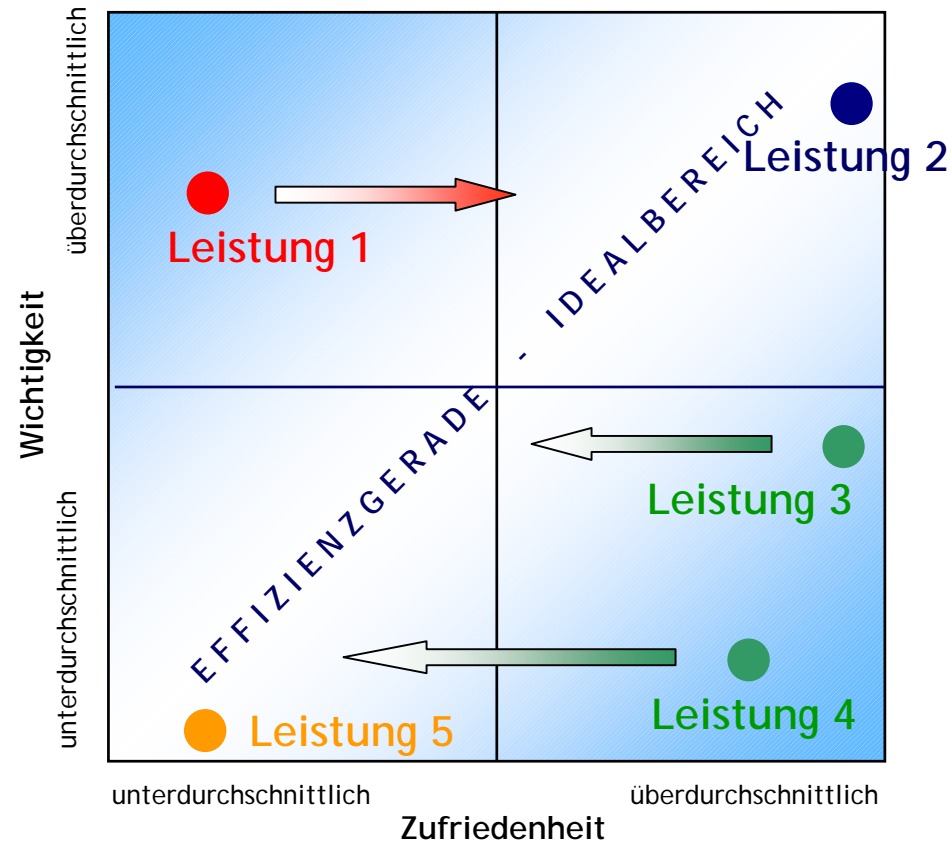 überdurchschnittlich
Leistung 2
Leistung 1
EFFIZIENZGERADE - IDEALBEREICH
Wichtigkeit
Leistung 3
unterdurchschnittlich
Leistung 4
Leistung 5
unterdurchschnittlich
überdurchschnittlich
Zufriedenheit